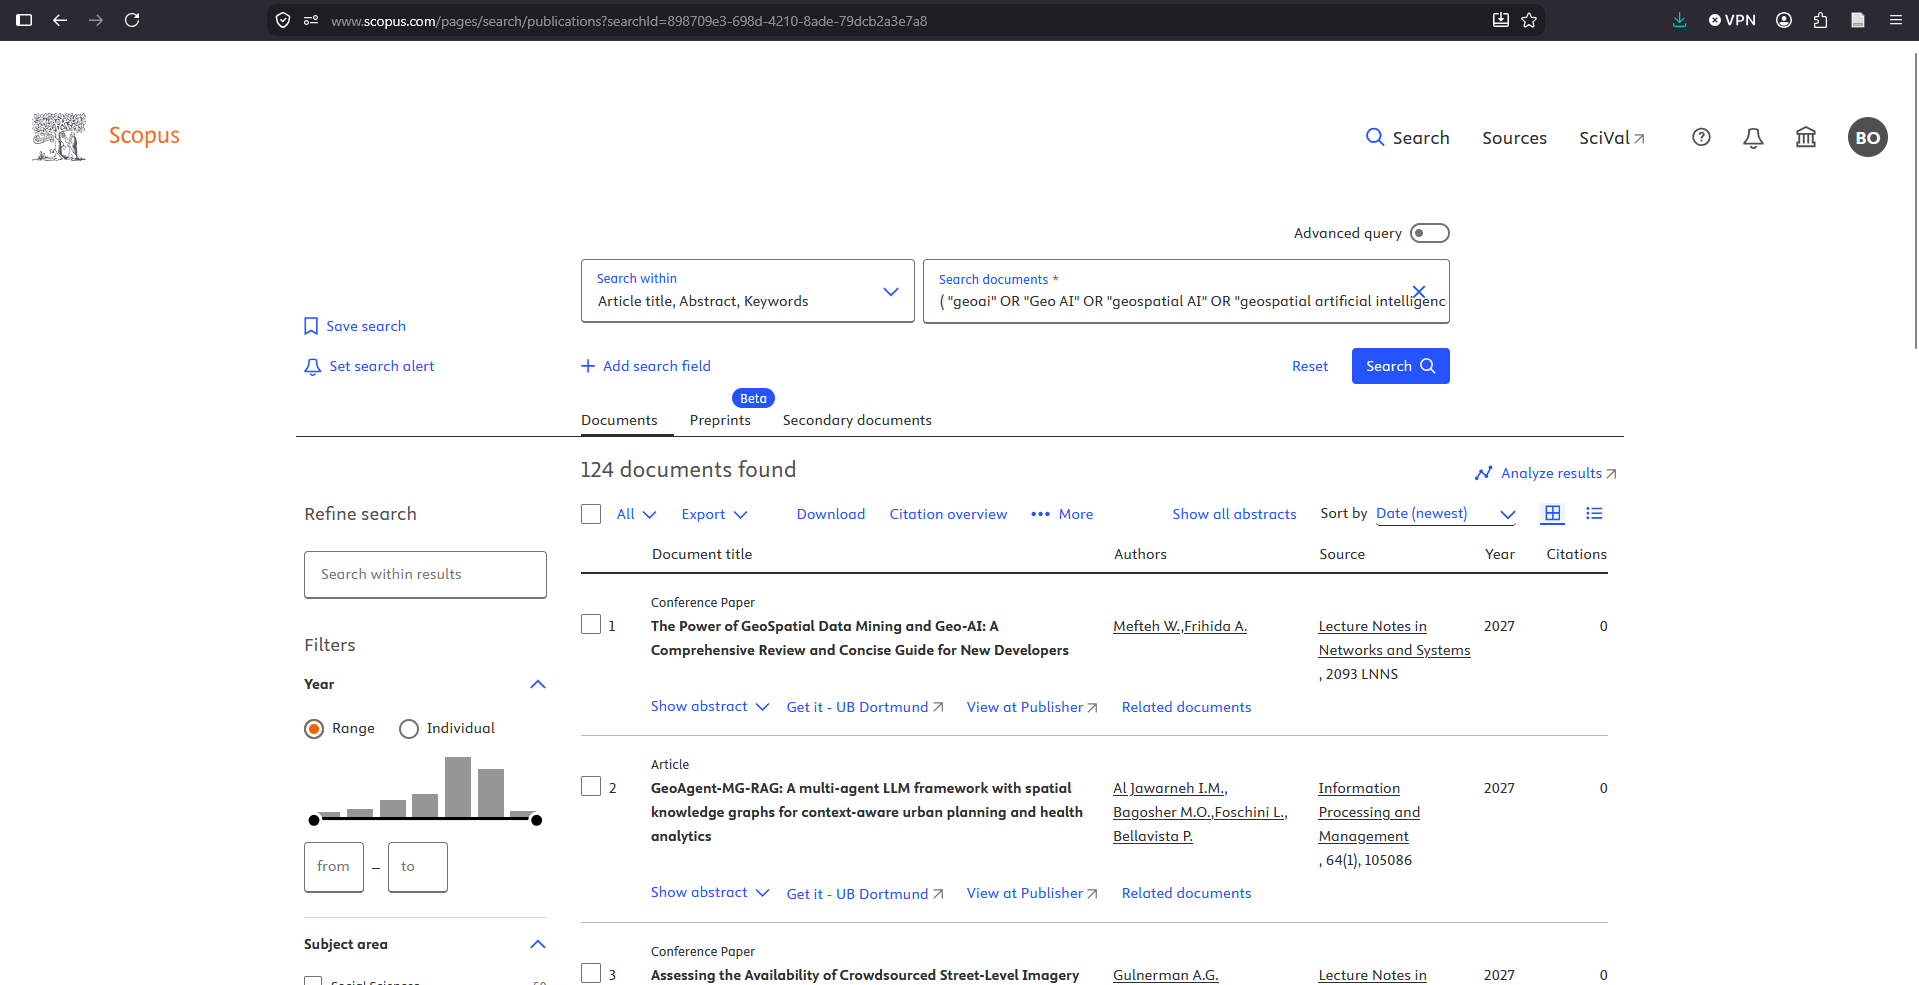 www.scopus.com/pages/search/publications?searchId=898709e3-698d-4210-8ade-79dcb2a3e7a8
VPN
Scopus
Search
Sources
SciVal
BO
Advanced query
Search within
Article title, Abstract, Keywords
Search documents *
( "geoai" OR "Geo AI" OR "geospatial AI" OR "geospatial artificial intelligenc
Save search
Set search alert
Add search field
Reset
Search
Beta
Documents
Preprints
Secondary documents
124 documents found
Analyze results
Refine search
All
Export
Download
Citation overview
More
Show all abstracts
Sort by
Date (newest)
Document title
Authors
Source
Year
Citations
Search within results
Filters
Year
Range
Individual
from
–
to
Subject area
Social Sciences
Conference Paper
1
The Power of GeoSpatial Data Mining and Geo-AI: A
Comprehensive Review and Concise Guide for New Developers
Mefteh W.,Frihida A.
Lecture Notes in
Networks and Systems
, 2093 LNNS
2027
0
Show abstract
Get it - UB Dortmund
View at Publisher
Related documents
Article
2
GeoAgent-MG-RAG: A multi-agent LLM framework with spatial
knowledge graphs for context-aware urban planning and health
analytics
Al Jawarneh I.M.,
Bagosher M.O.,Foschini L.,
Bellavista P.
Information
Processing and
Management
, 64(1), 105086
2027
0
Show abstract
Get it - UB Dortmund
View at Publisher
Related documents
Conference Paper
3
Assessing the Availability of Crowdsourced Street-Level Imagery
Gulnerman A.G.
Lecture Notes in
2027
0